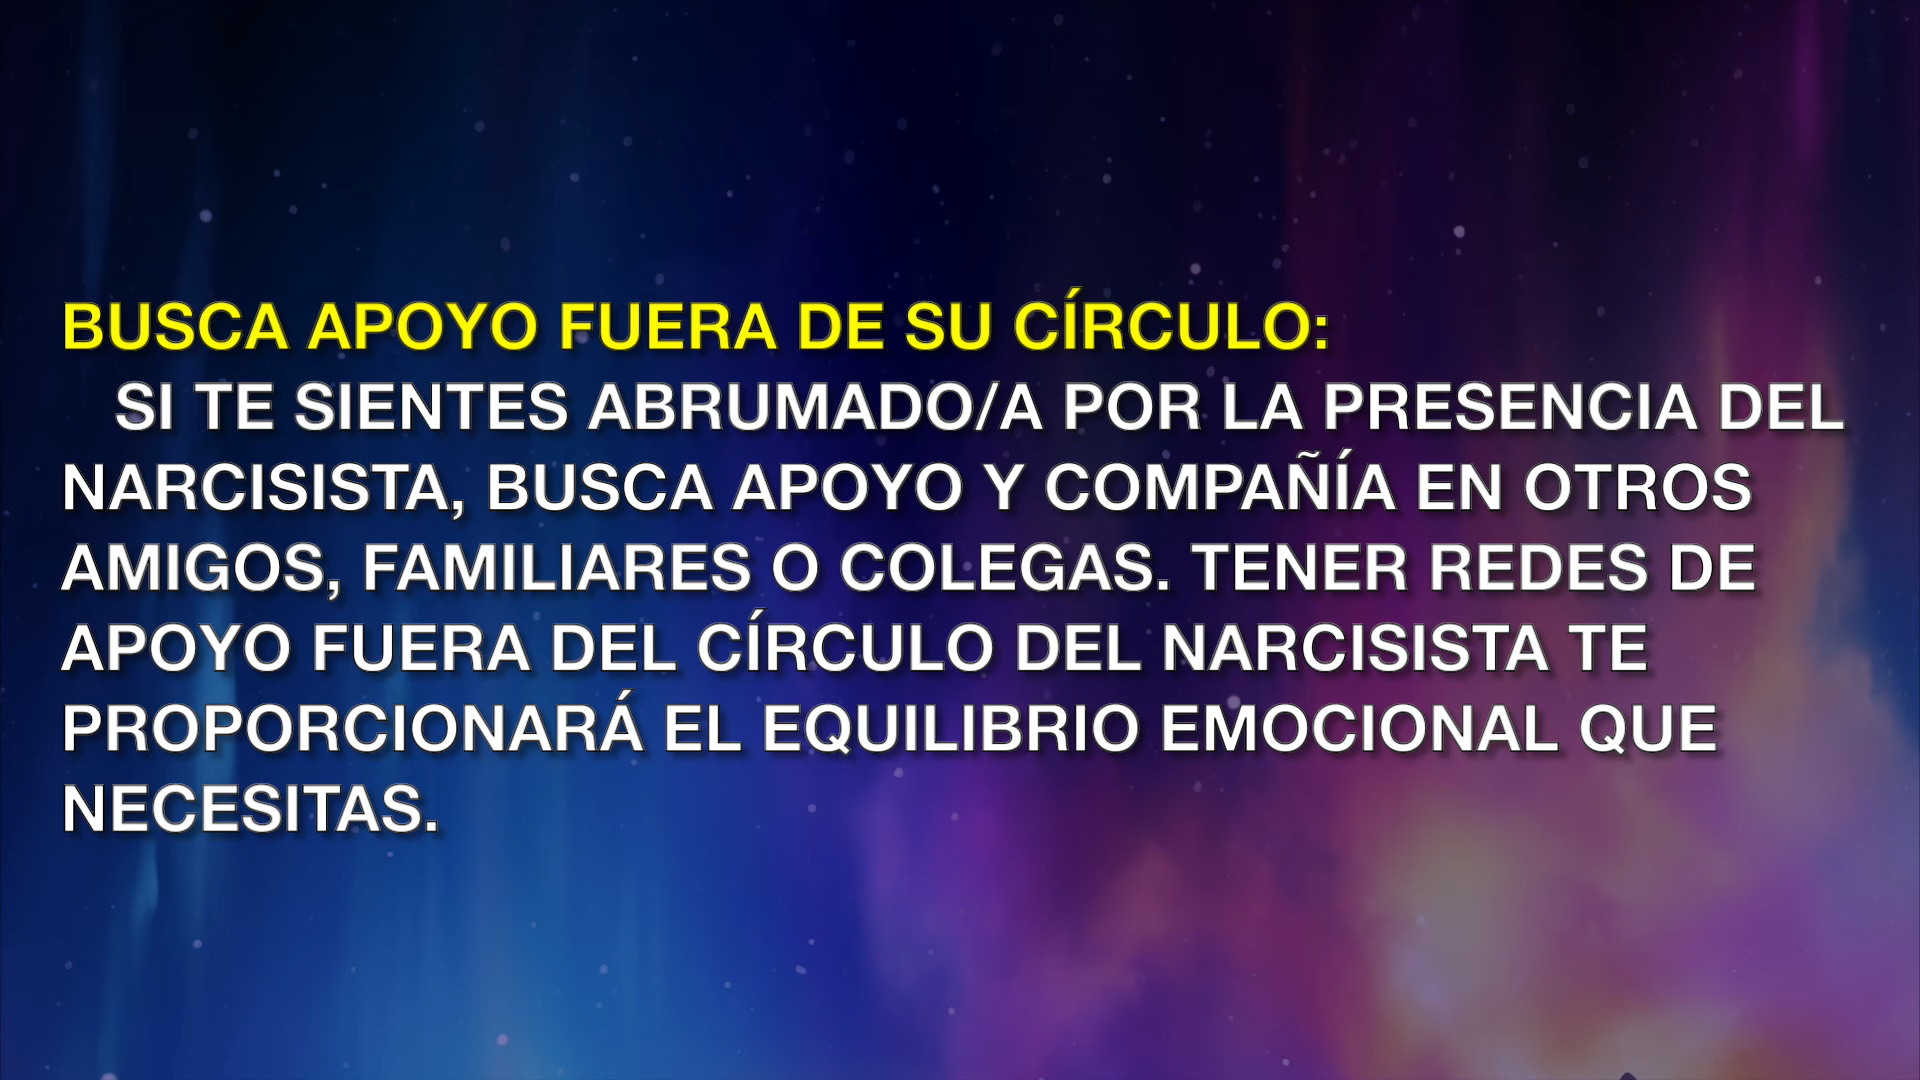 BUSCA APOYO FUERA DE SU CÍRCULO:
SI TE SIENTES ABRUMADO/A POR LA PRESENCIA DEL
NARCISISTA, BUSCA APOYO Y COMPAÑÍA EN OTROS
AMIGOS, FAMILIARES O COLEGAS. TENER REDES DE
APOYO FUERA DEL CÍRCULO DEL NARCISISTA TE
PROPORCIONARÁ EL EQUILIBRIO EMOCIONAL QUE
NECESITAS.